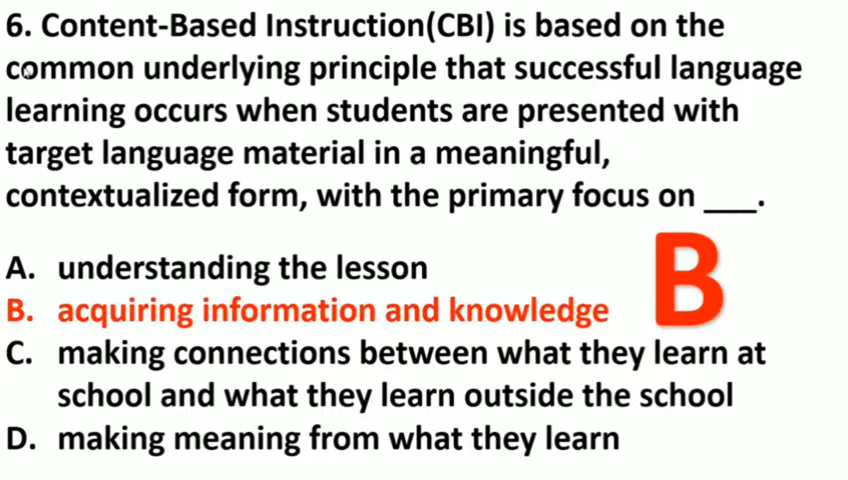 6. Content-Based Instruction(CBI) is based on the
common underlying principle that successful language
learning occurs when students are presented with
target language material in a meaningful,
contextualized form, with the primary focus on ___.
A. understanding the lesson
B. acquiring information and knowledge
B
C. making connections between what they learn at
school and what they learn outside the school
D. making meaning from what they learn